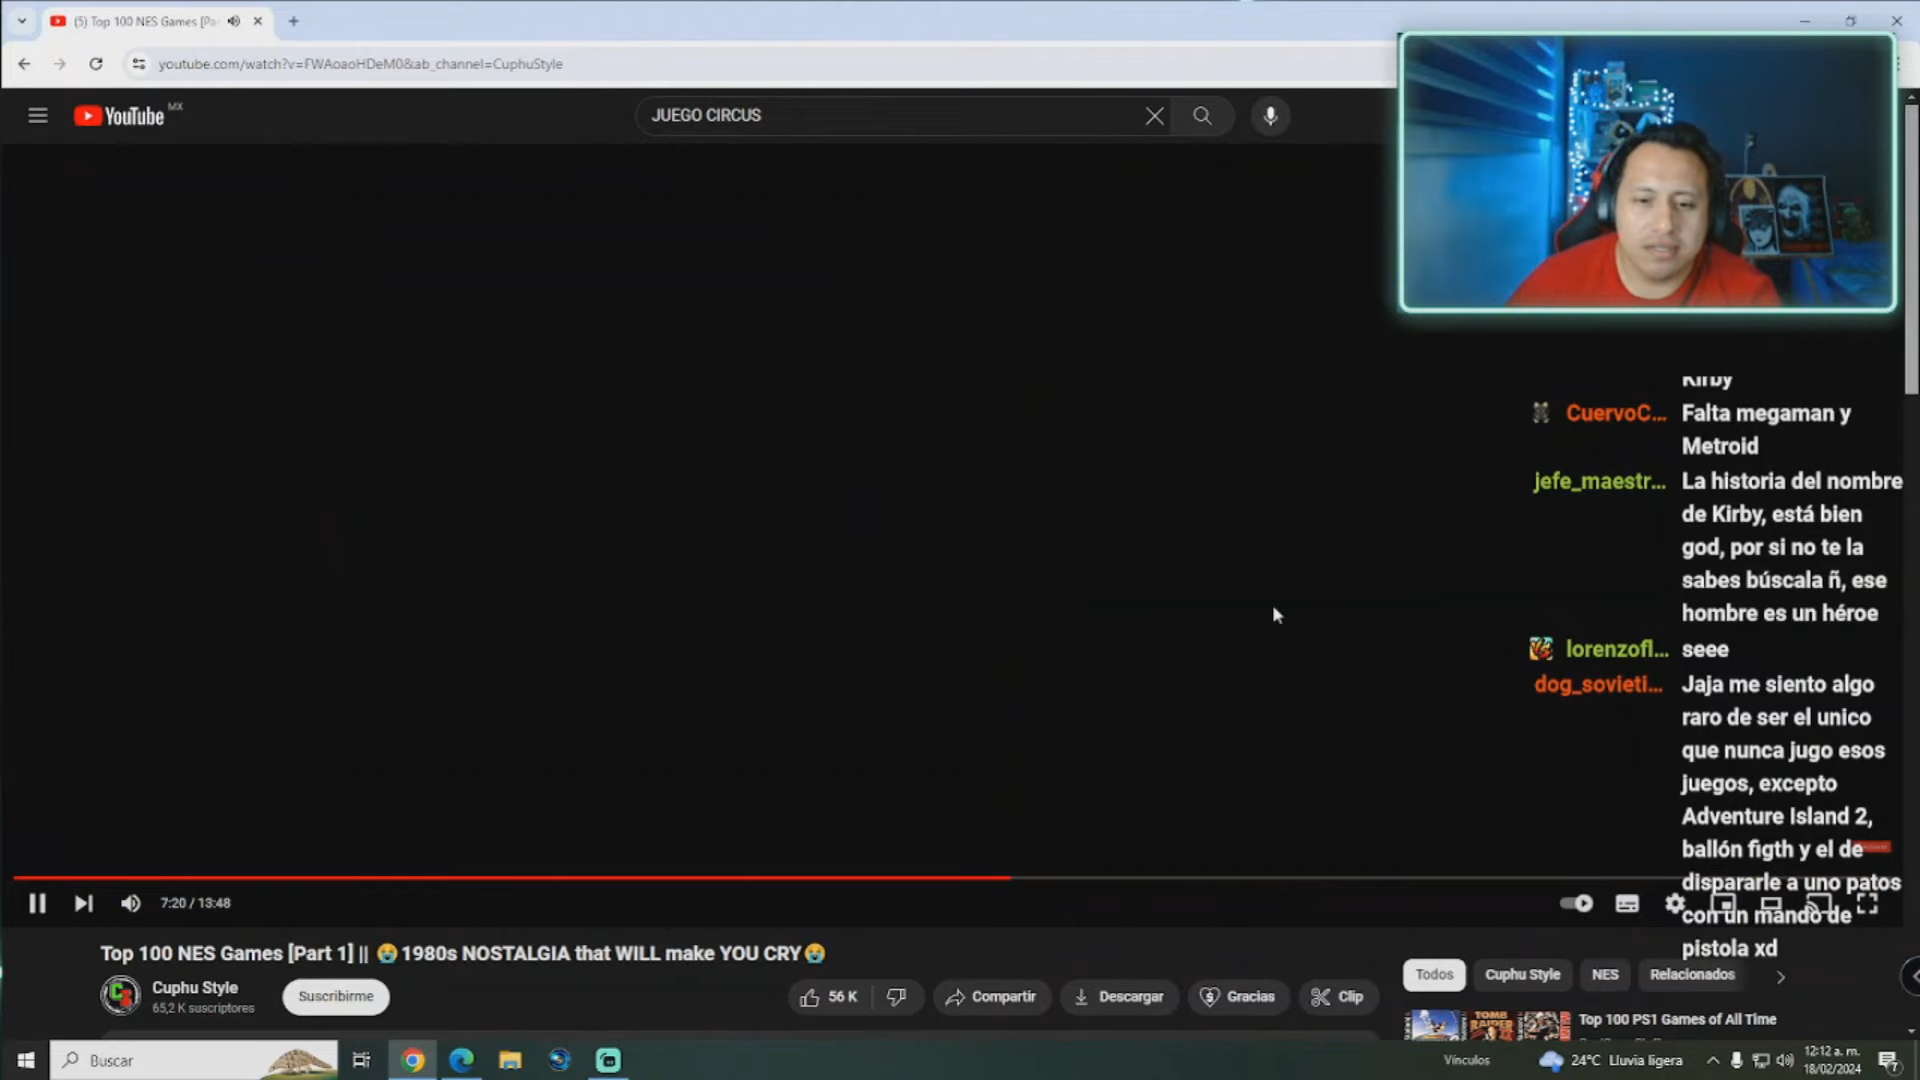 (5) Top 100 NES Games [Pa
youtube.com/watch?v=FWAoaoHDeM0&ab_channel=CuphuStyle
YouTube MX
JUEGO CIRCUS
Kirby
CuervoC... Falta megaman y
Metroid
jefe_maestr... La historia del nombre
de Kirby, está bien
god, por si no te la
sabes búscala ñ, ese
hombre es un héroe
lorenzofl... seee
dog_sovieti... Jaja me siento algo
raro de ser el unico
que nunca jugo esos
juegos, excepto
Adventure Island 2,
ballón figth y el de
dispararle a uno patos
con un mando de
pistola xd
7:20 / 13:48
Top 100 NES Games [Part 1] || 😭1980s NOSTALGIA that WILL make YOU CRY😭
Cuphu Style
65,2 K suscriptores
Suscribirme
56 K
Compartir
Descargar
Gracias
Clip
Todos
Cuphu Style
NES
Relacionados
TOMB RAIDER
Top 100 PS1 Games of All Time
Buscar
Vínculos
24°C Lluvia ligera
12:12 a. m.
18/02/2024
7